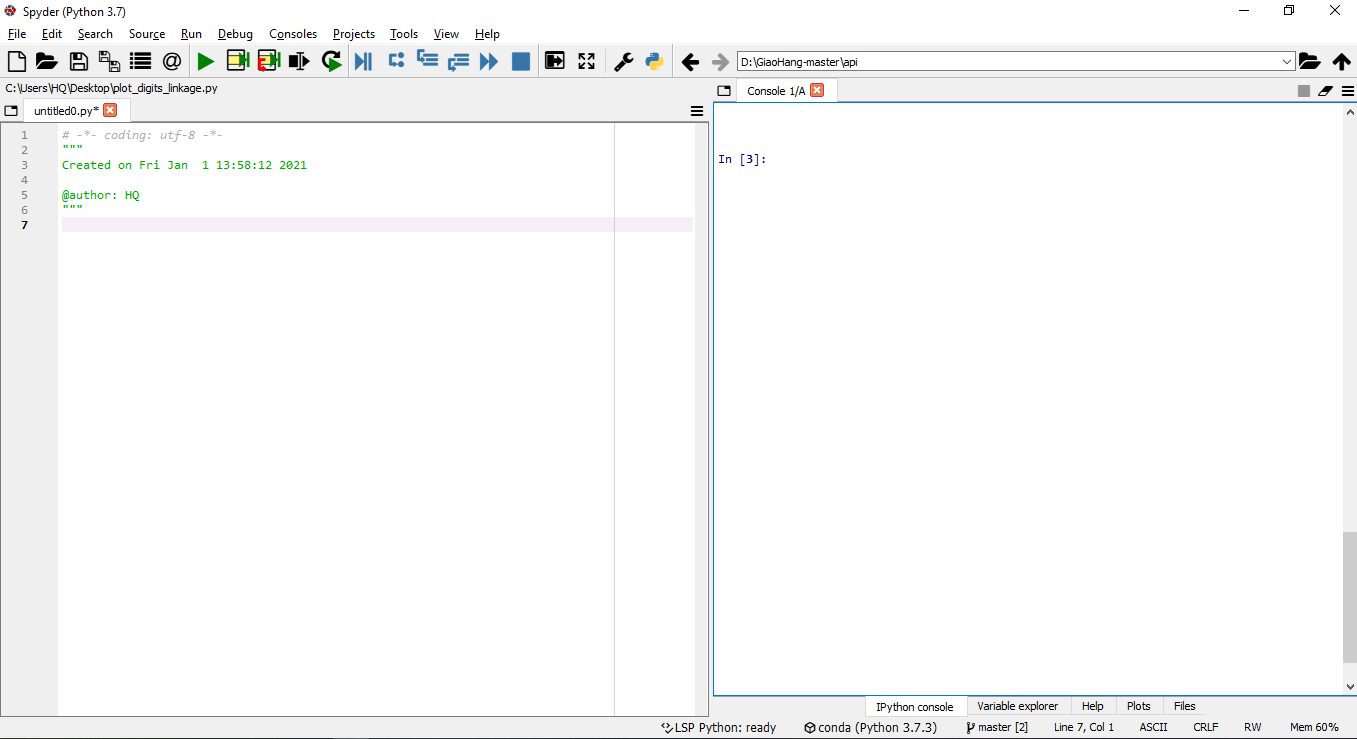 Spyder (Python 3.7)
File Edit Search Source Run Debug Consoles Projects Tools View Help
D:\GiaoHang-master\api
C:\Users\HQ\Desktop\plot_digits_linkage.py
untitled0.py*
1 # -*- coding: utf-8 -*-
2 """
3 Created on Fri Jan  1 13:58:12 2021
4
5 @author: HQ
6 """
7
Console 1/A
In [3]:
IPython console Variable explorer Help Plots Files
LSP Python: ready conda (Python 3.7.3) master [2] Line 7, Col 1 ASCII CRLF RW Mem 60%